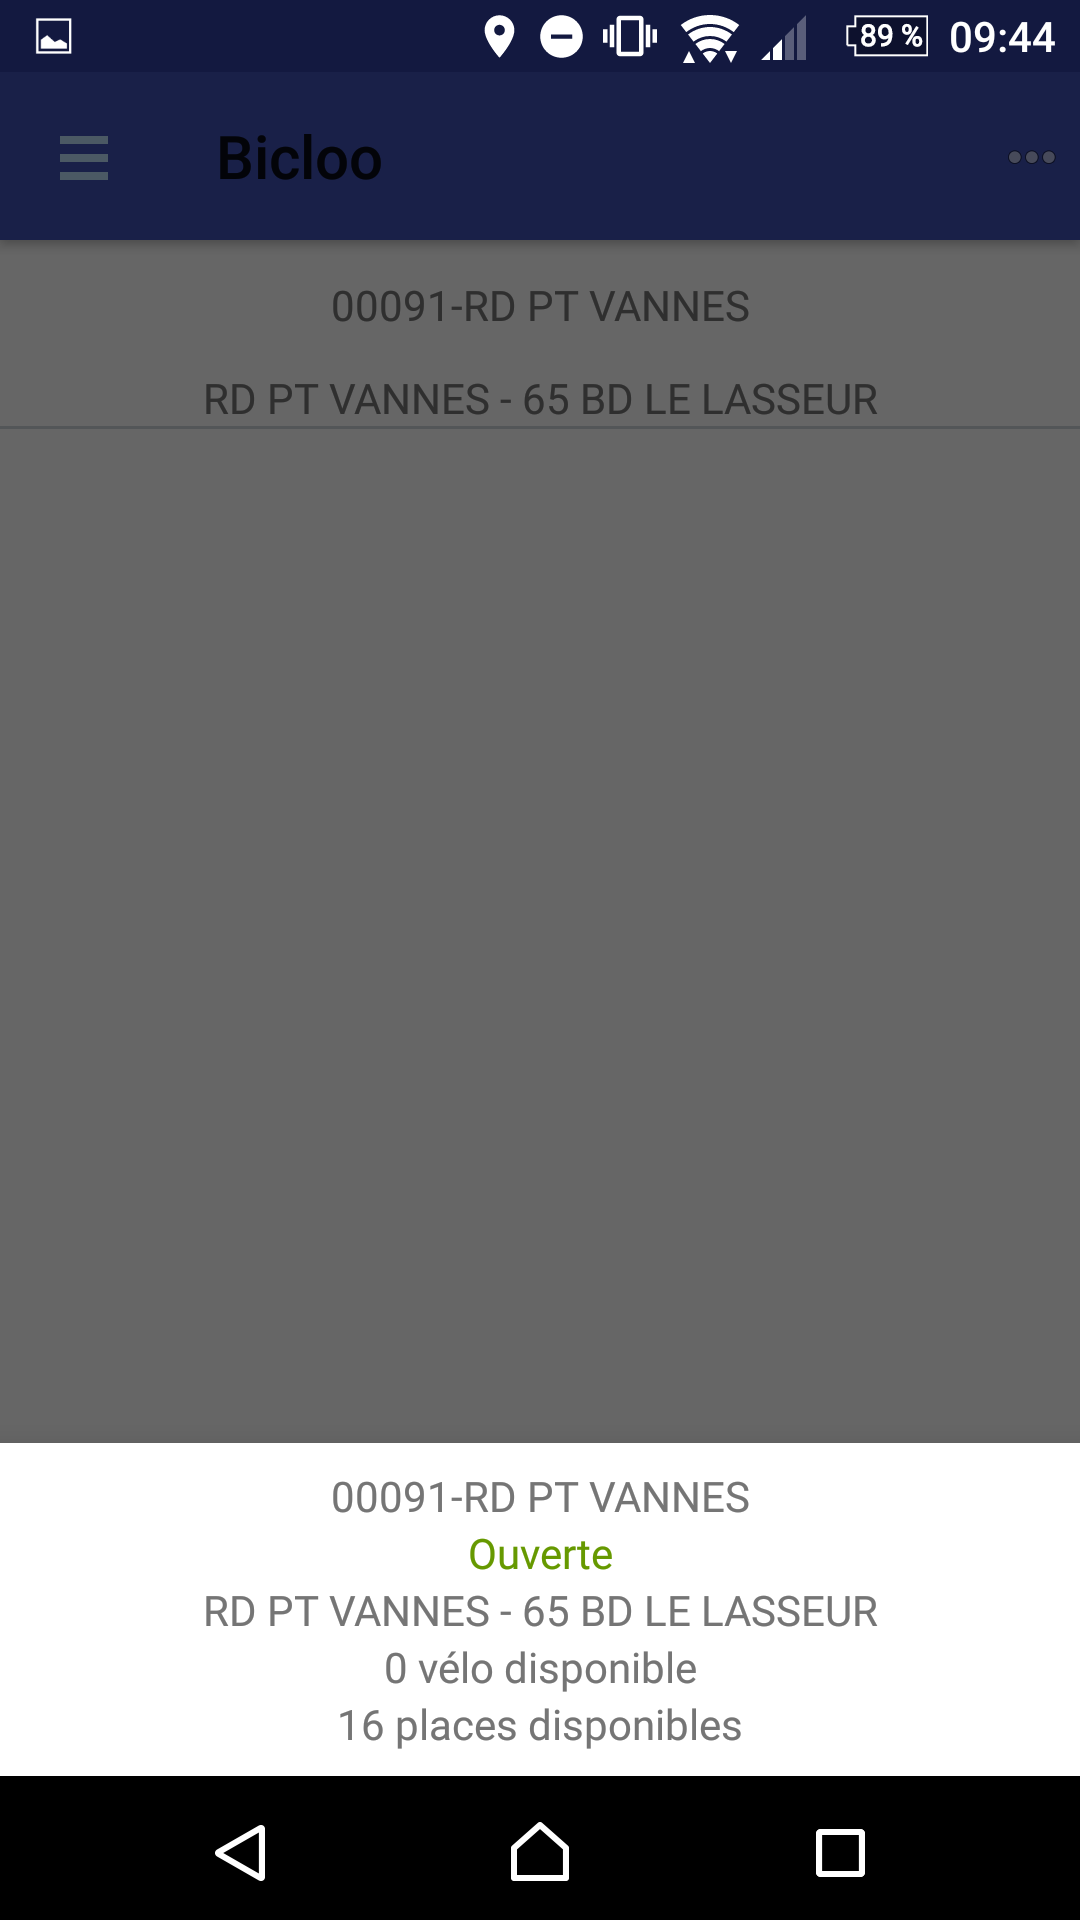 89 % 09:44
Bicloo
00091-RD PT VANNES
RD PT VANNES - 65 BD LE LASSEUR
00091-RD PT VANNES
Ouverte
RD PT VANNES - 65 BD LE LASSEUR
0 vélo disponible
16 places disponibles